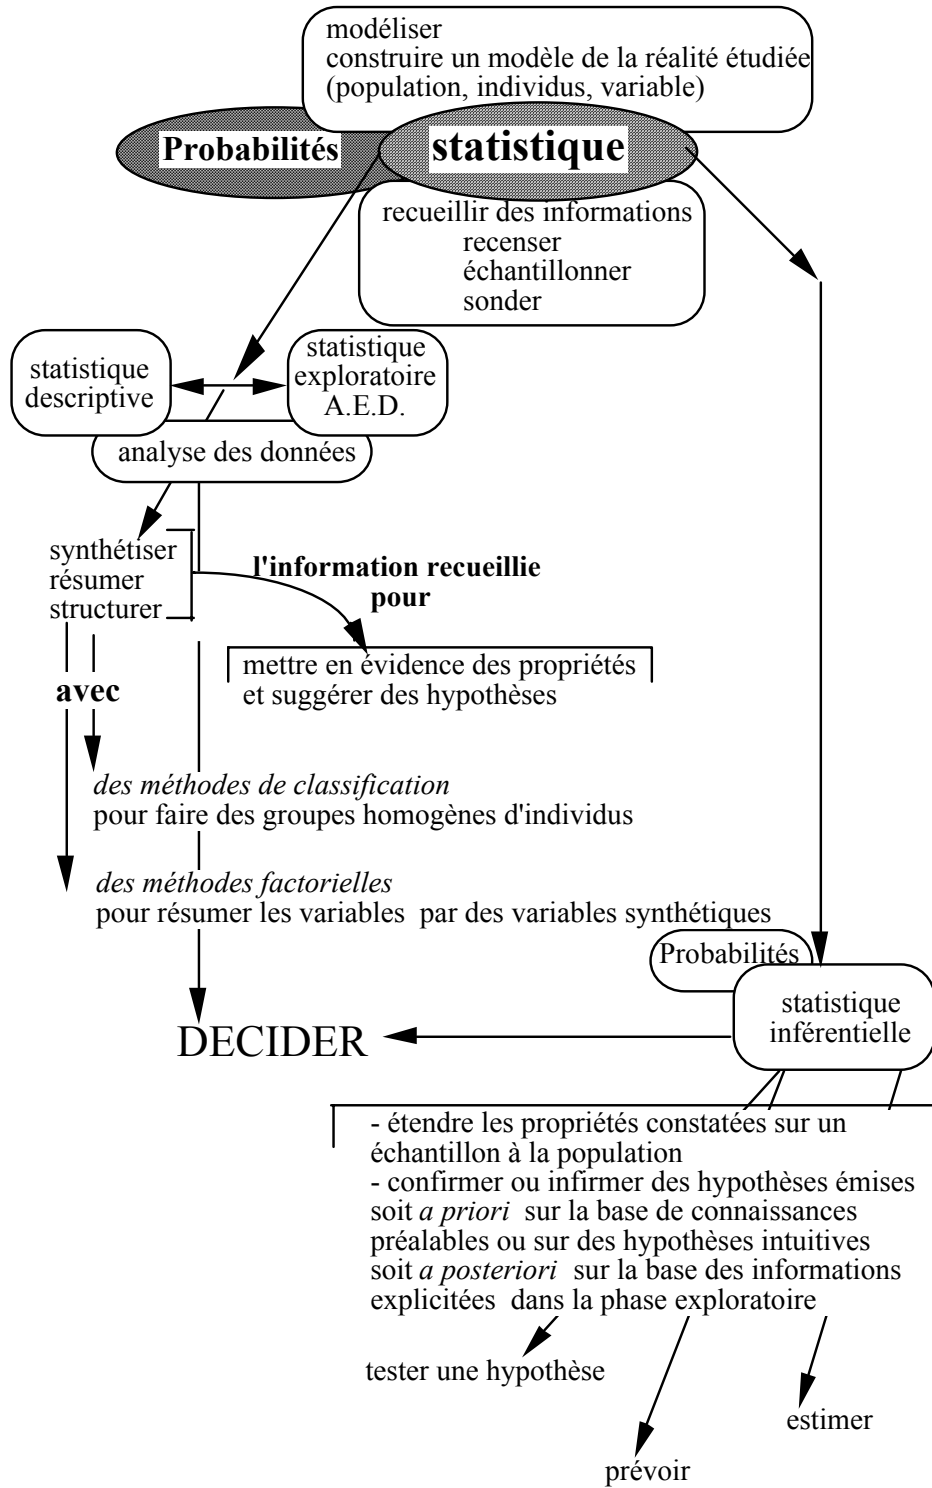 modéliser
construire un modèle de la réalité étudiée
(population, individus, variable)
Probabilités
statistique
recueillir des informations
recenser
échantillonner
sonder
statistique
descriptive
statistique
exploratoire
A.E.D.
analyse des données
synthétiser
résumer
structurer
l'information recueillie
pour
mettre en évidence des propriétés
et suggérer des hypothèses
avec
des méthodes de classification
pour faire des groupes homogènes d'individus
des méthodes factorielles
pour résumer les variables par des variables synthétiques
Probabilités
statistique
inférentielle
DECIDER
- étendre les propriétés constatées sur un
échantillon à la population
- confirmer ou infirmer des hypothèses émises
soit a priori sur la base de connaissances
préalables ou sur des hypothèses intuitives
soit a posteriori sur la base des informations
explicitées dans la phase exploratoire
tester une hypothèse
estimer
prévoir